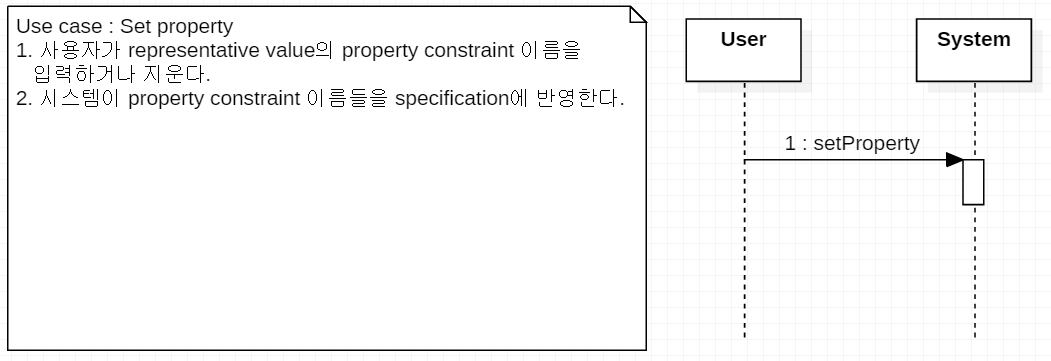 Use case : Set property
1. 사용자가 representative value의 property constraint 이름을
입력하거나 지운다.
2. 시스템이 property constraint 이름들을 specification에 반영한다.
User
System
1 : setProperty